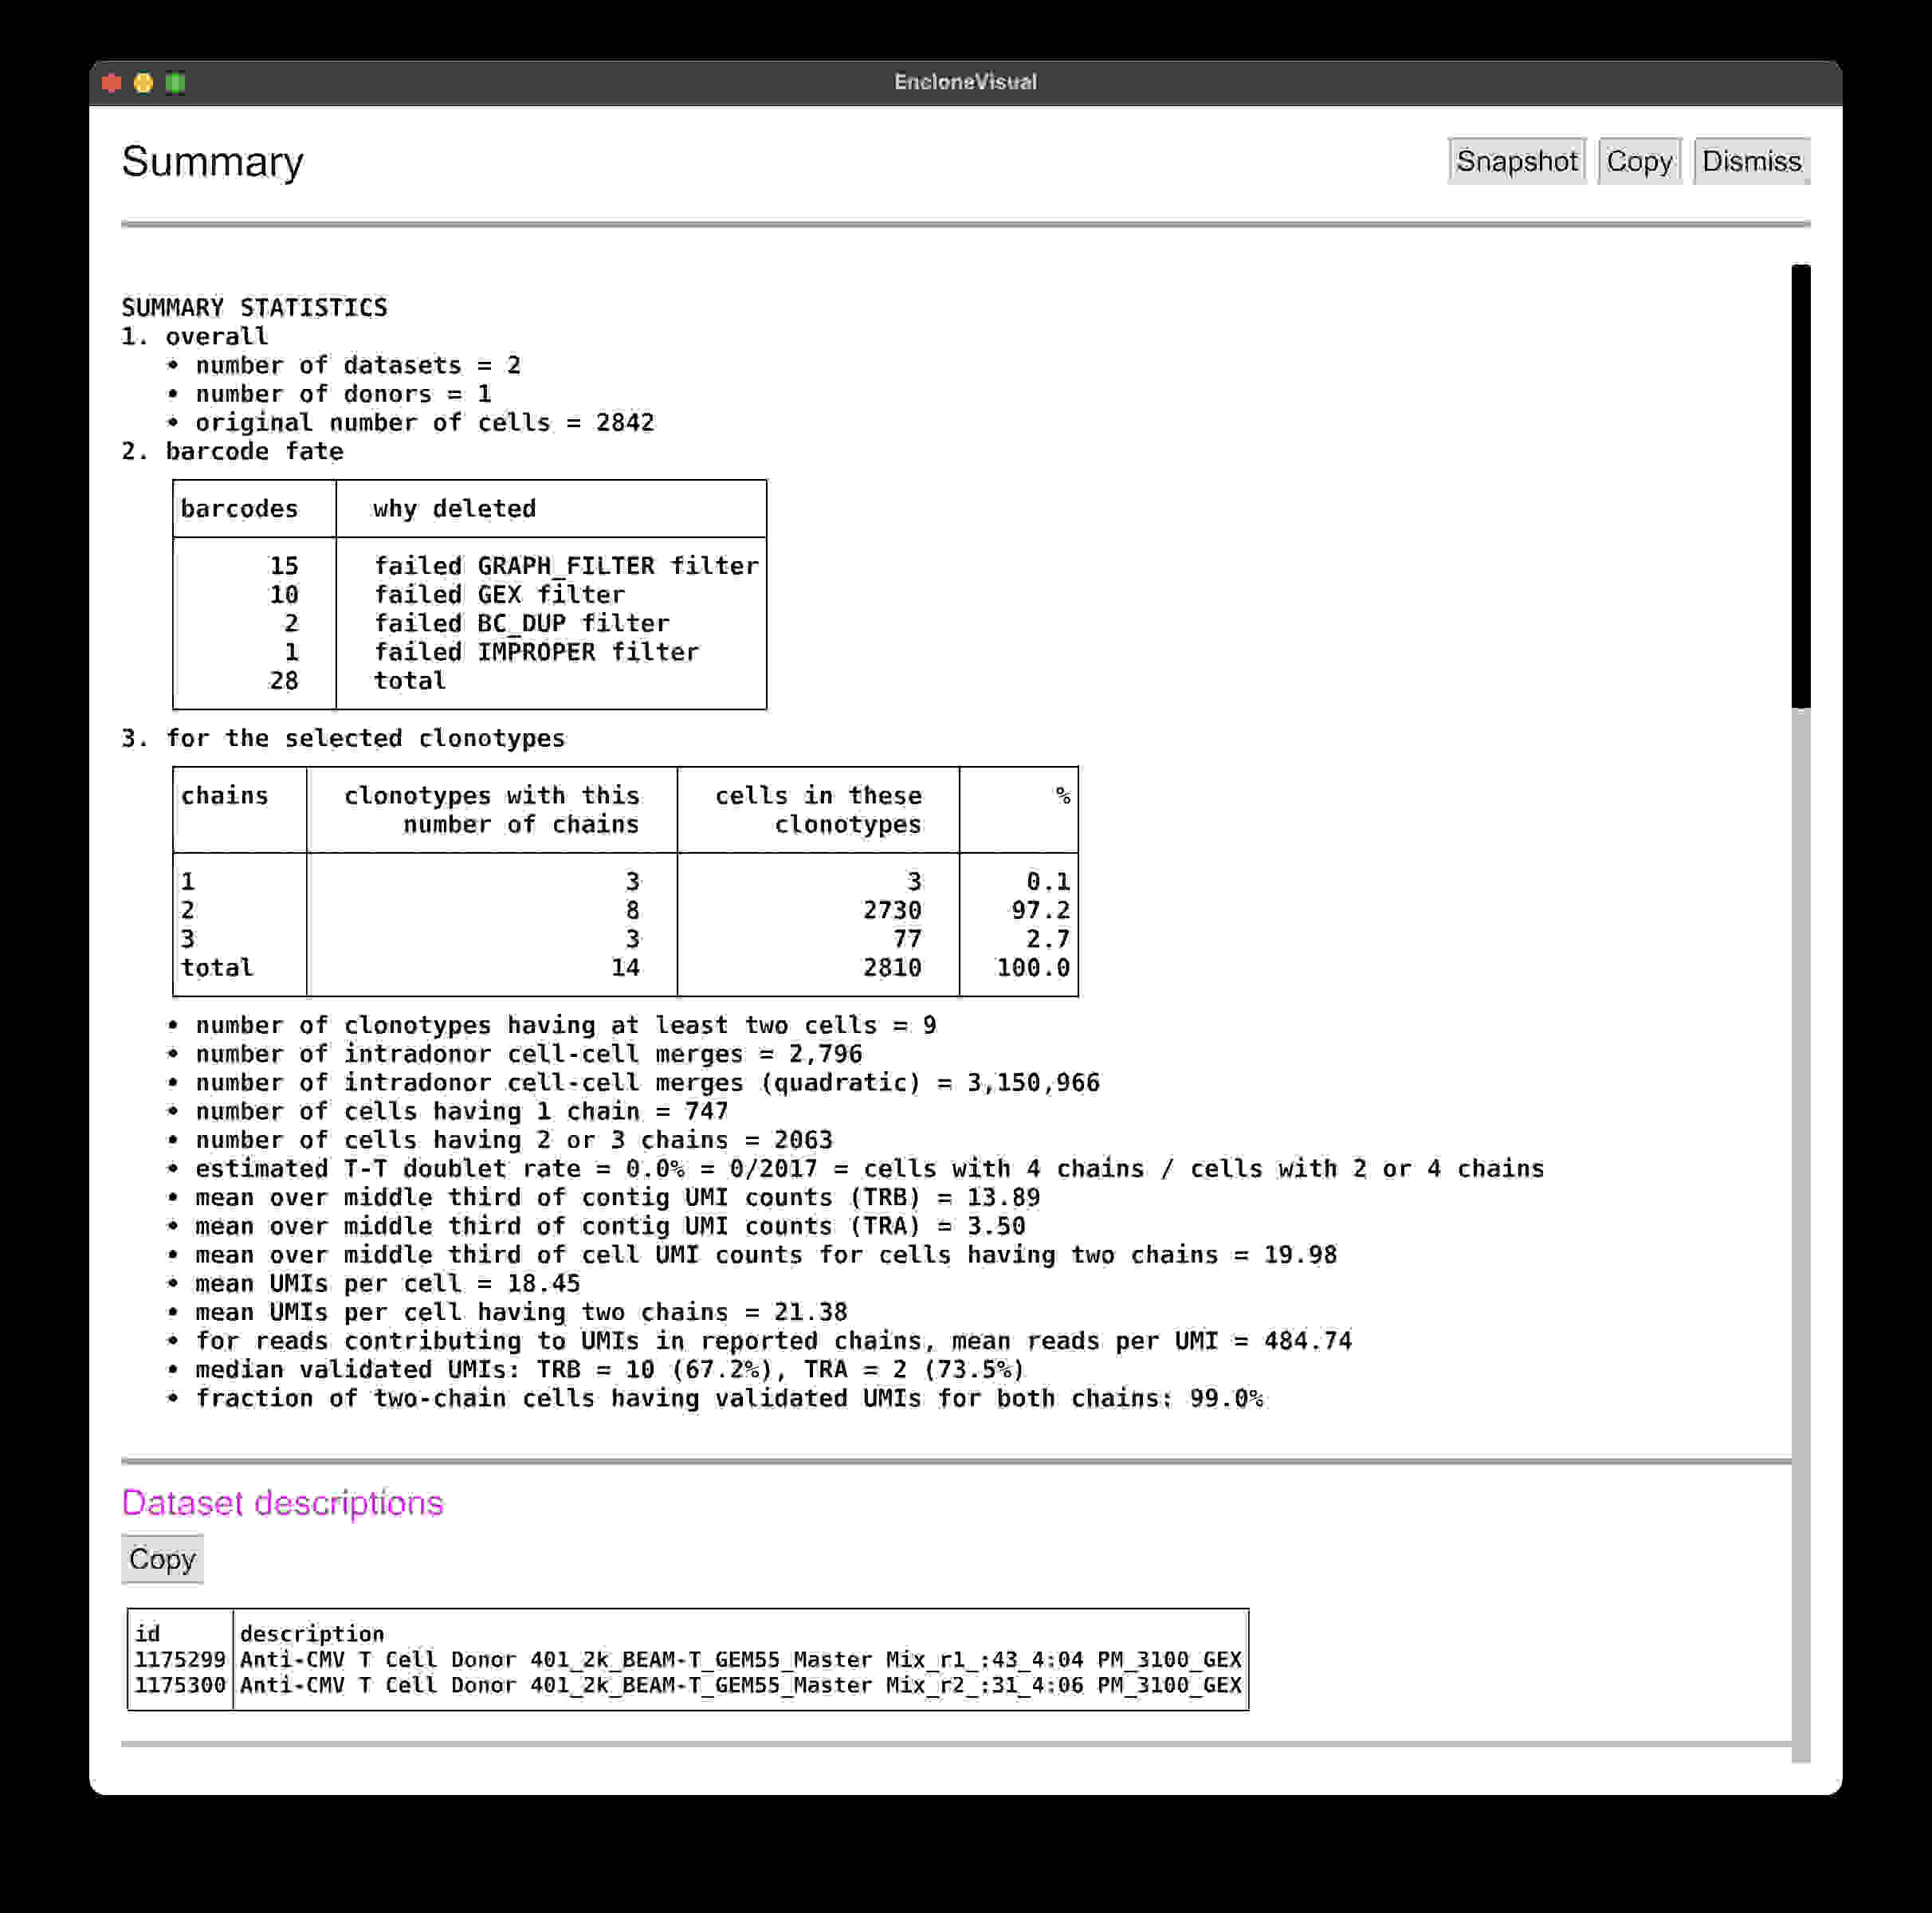 EncloneVisual
Summary
Snapshot Copy Dismiss
SUMMARY STATISTICS
1. overall
• number of datasets = 2
• number of donors = 1
• original number of cells = 2842
2. barcode fate
barcodes why deleted
15 failed GRAPH_FILTER filter
10 failed GEX filter
2 failed BC_DUP filter
1 failed IMPROPER filter
28 total
3. for the selected clonotypes
chains clonotypes with this cells in these %
number of chains clonotypes
1 3 3 0.1
2 8 2730 97.2
3 3 77 2.7
total 14 2810 100.0
• number of clonotypes having at least two cells = 9
• number of intradonor cell-cell merges = 2,796
• number of intradonor cell-cell merges (quadratic) = 3,150,966
• number of cells having 1 chain = 747
• number of cells having 2 or 3 chains = 2063
• estimated T-T doublet rate = 0.0% = 0/2017 = cells with 4 chains / cells with 2 or 4 chains
• mean over middle third of contig UMI counts (TRB) = 13.89
• mean over middle third of contig UMI counts (TRA) = 3.50
• mean over middle third of cell UMI counts for cells having two chains = 19.98
• mean UMIs per cell = 18.45
• mean UMIs per cell having two chains = 21.38
• for reads contributing to UMIs in reported chains, mean reads per UMI = 484.74
• median validated UMIs: TRB = 10 (67.2%), TRA = 2 (73.5%)
• fraction of two-chain cells having validated UMIs for both chains: 99.0%
Dataset descriptions
Copy
id description
1175299 Anti-CMV T Cell Donor 401_2k_BEAM-T_GEM55_Master Mix_r1_:43_4:04 PM_3100_GEX
1175300 Anti-CMV T Cell Donor 401_2k_BEAM-T_GEM55_Master Mix_r2_:31_4:06 PM_3100_GEX